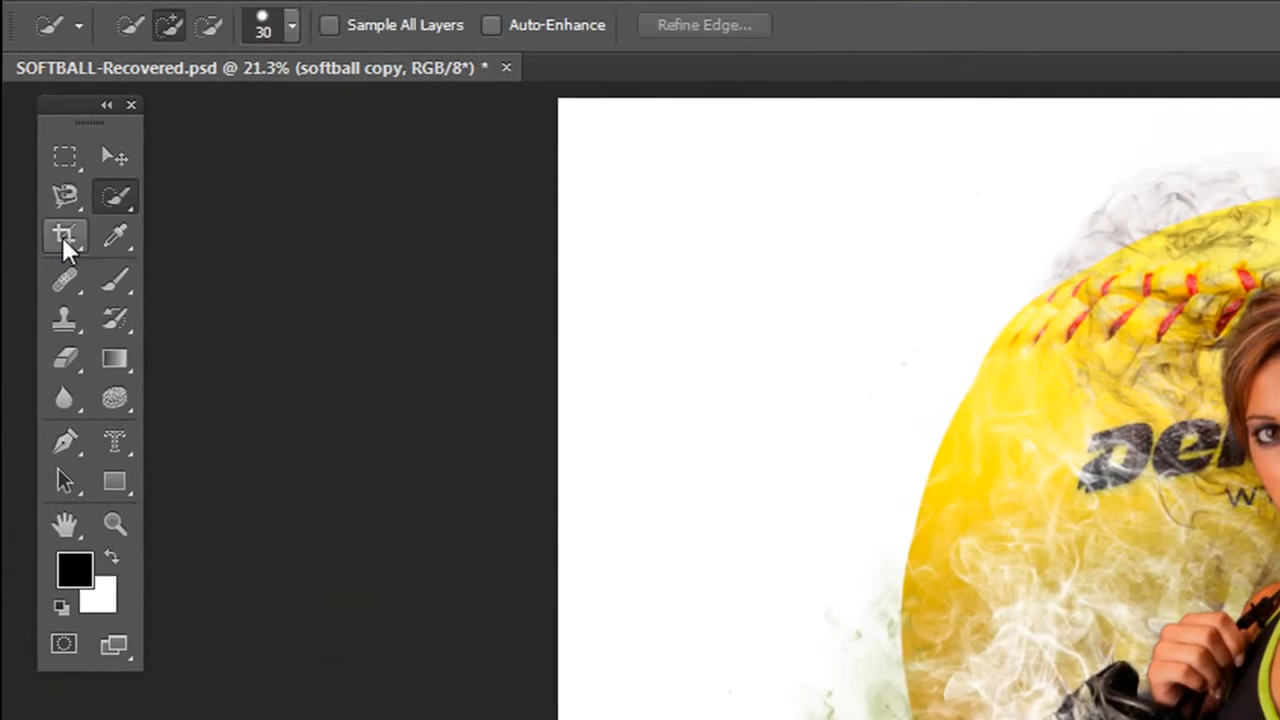 30
Sample All Layers
Auto-Enhance
Refine Edge...
SOFTBALL-Recovered.psd @ 21.3% (softball copy, RGB/8*) *